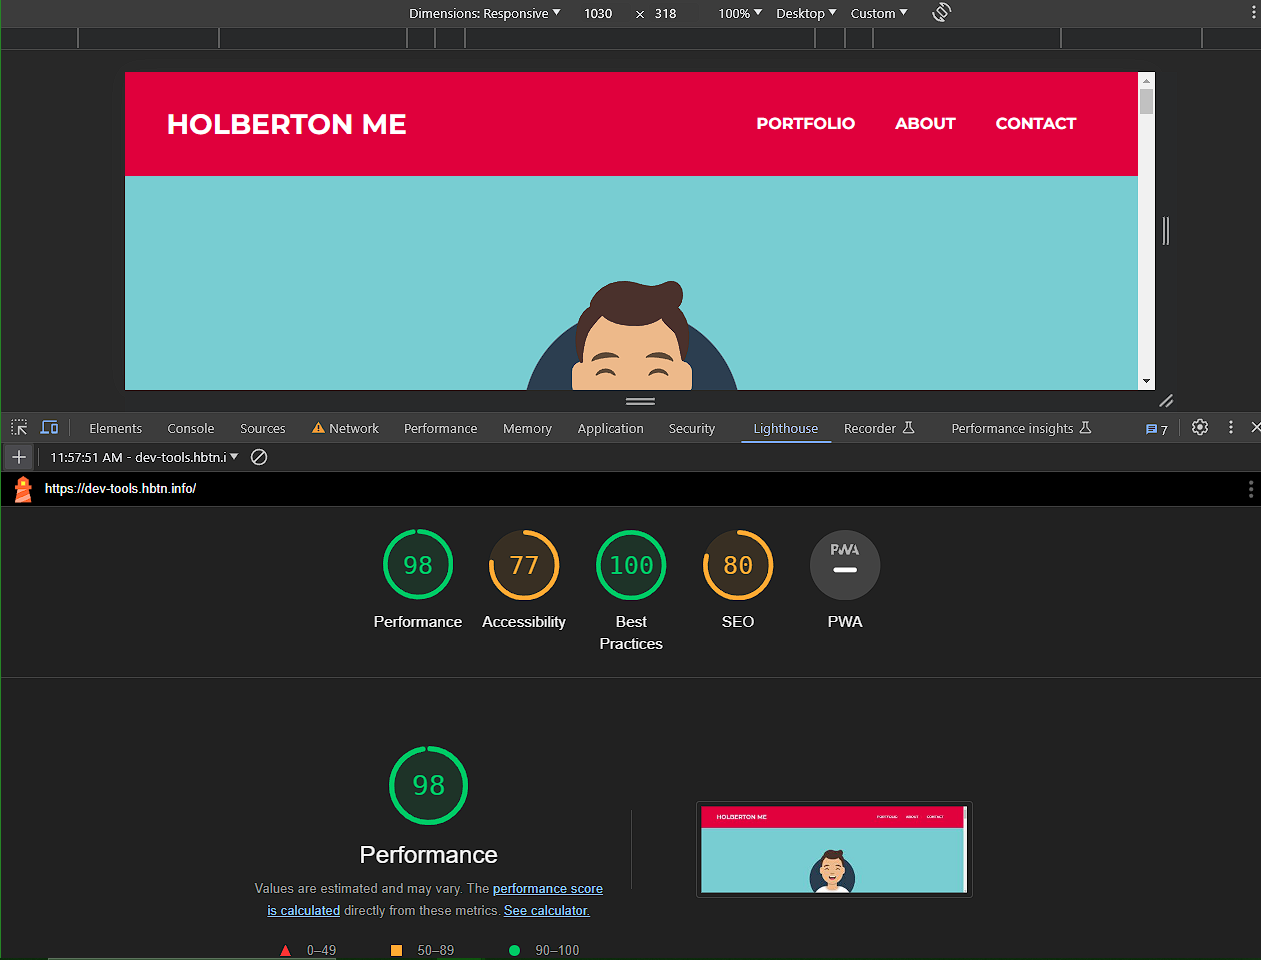 Dimensions: Responsive 1030 × 318 100% Desktop Custom
HOLBERTON ME PORTFOLIO ABOUT CONTACT
Elements Console Sources Network Performance Memory Application Security Lighthouse Recorder Performance insights 7
11:57:51 AM - dev-tools.hbtn.i
https://dev-tools.hbtn.info/
98 77 100 80 PWA
Performance Accessibility Best SEO PWA
Practices
98
HOLBERTON ME PORTFOLIO ABOUT CONTACT
Performance
Values are estimated and may vary. The performance score
is calculated directly from these metrics. See calculator.
0–49 50–89 90–100